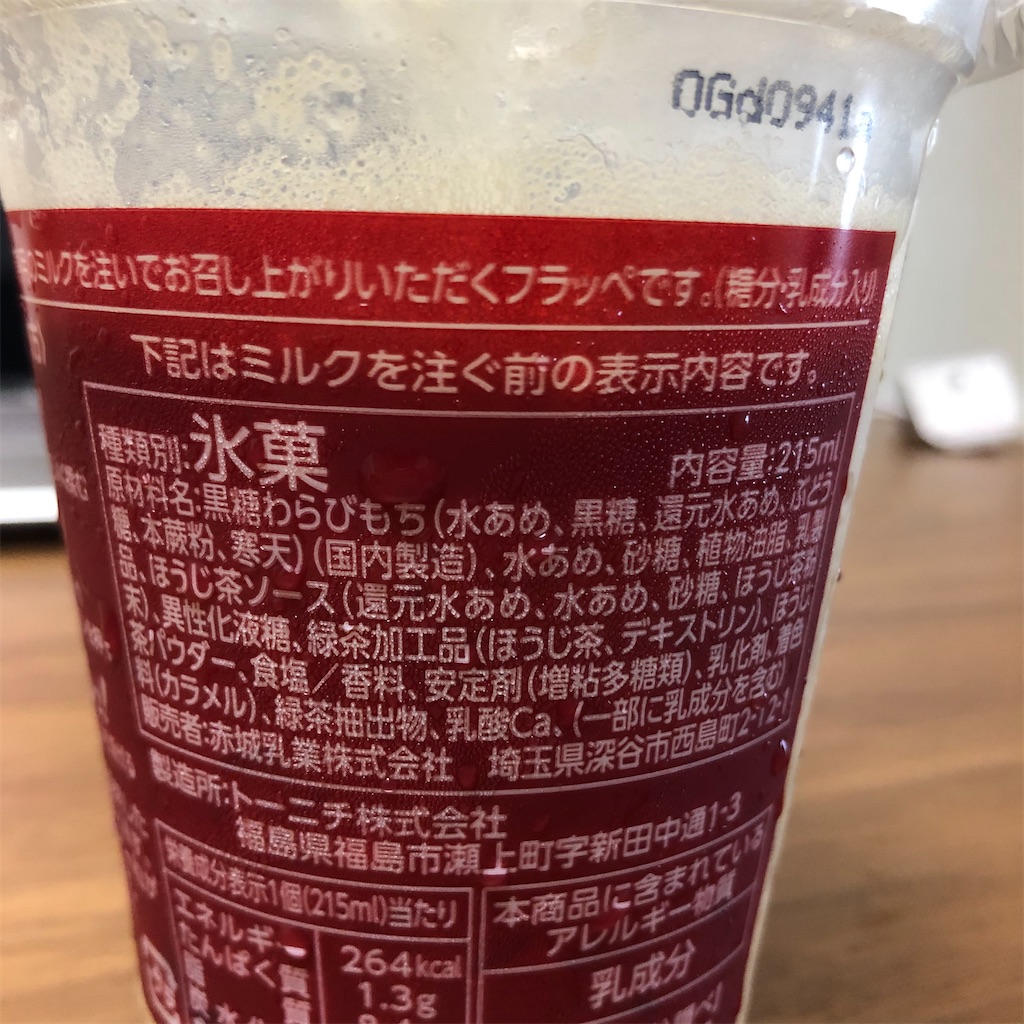 0Gd0941
ミルクを注いでお召し上がりいただくフラッペです。(糖分・乳成分入り)
下記はミルクを注ぐ前の表示内容です。
種類別:氷菓 内容量:215ml
原材料名:黒糖わらびもち(水あめ、黒糖、還元水あめ、ぶどう
糖、本蕨粉、寒天)(国内製造)、水あめ、砂糖、植物油脂、乳製
品、ほうじ茶ソース(還元水あめ、水あめ、砂糖、ほうじ茶粉
末)、異性化液糖、緑茶加工品(ほうじ茶、デキストリン)、ほうじ
茶パウダー、食塩/香料、安定剤(増粘多糖類)、乳化剤、着色
料(カラメル)、緑茶抽出物、乳酸Ca、(一部に乳成分を含む)
販売者:赤城乳業株式会社 埼玉県深谷市西島町2-12-1
製造所:トーニチ株式会社
福島県福島市瀬上町字新田中通1-3
栄養成分表示1個(215ml)当たり
エネルギー 264kcal
たんぱく質 1.3g
本商品に含まれている
アレルギー物質
乳成分